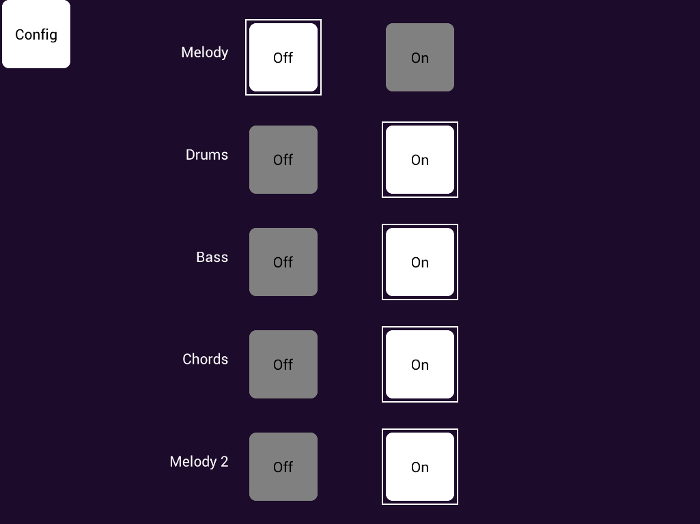 Config
Melody Off On
Drums Off On
Bass Off On
Chords Off On
Melody 2 Off On